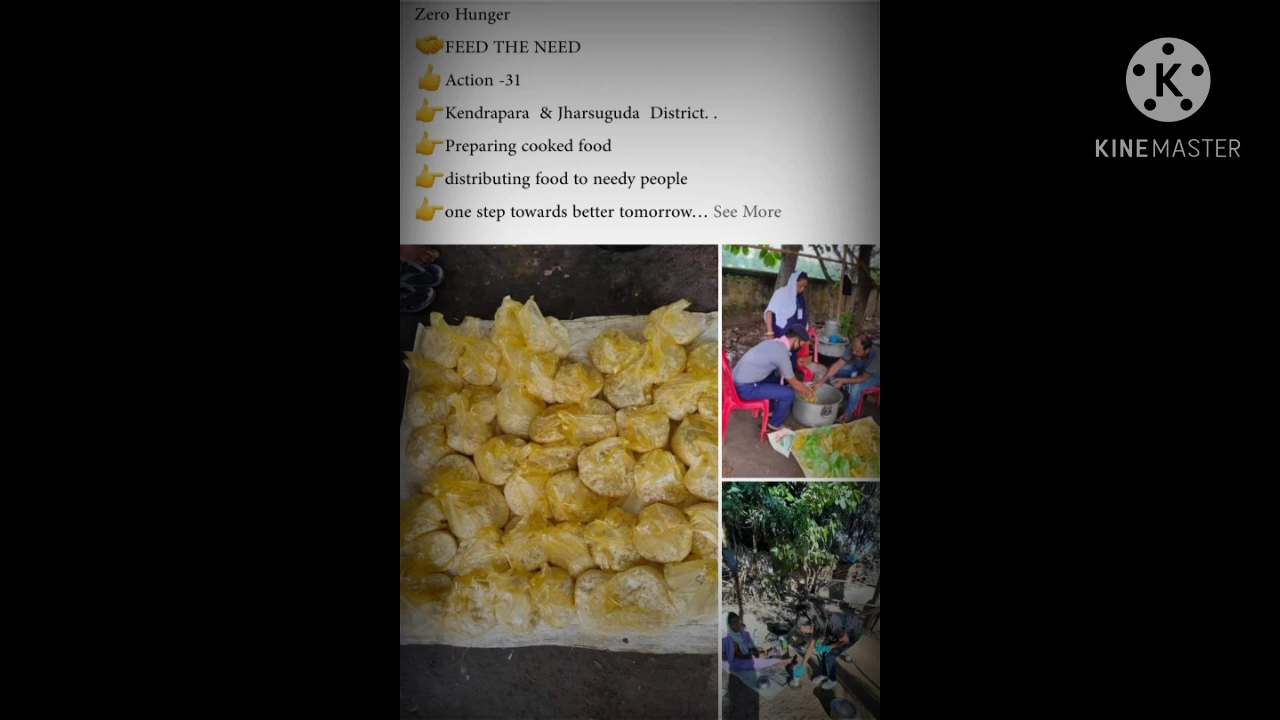 Zero Hunger
🤝FEED THE NEED
👍Action -31
👉Kendrapara & Jharsuguda District. .
👉Preparing cooked food
👉distributing food to needy people
👉one step towards better tomorrow... See More
K
KINEMASTER